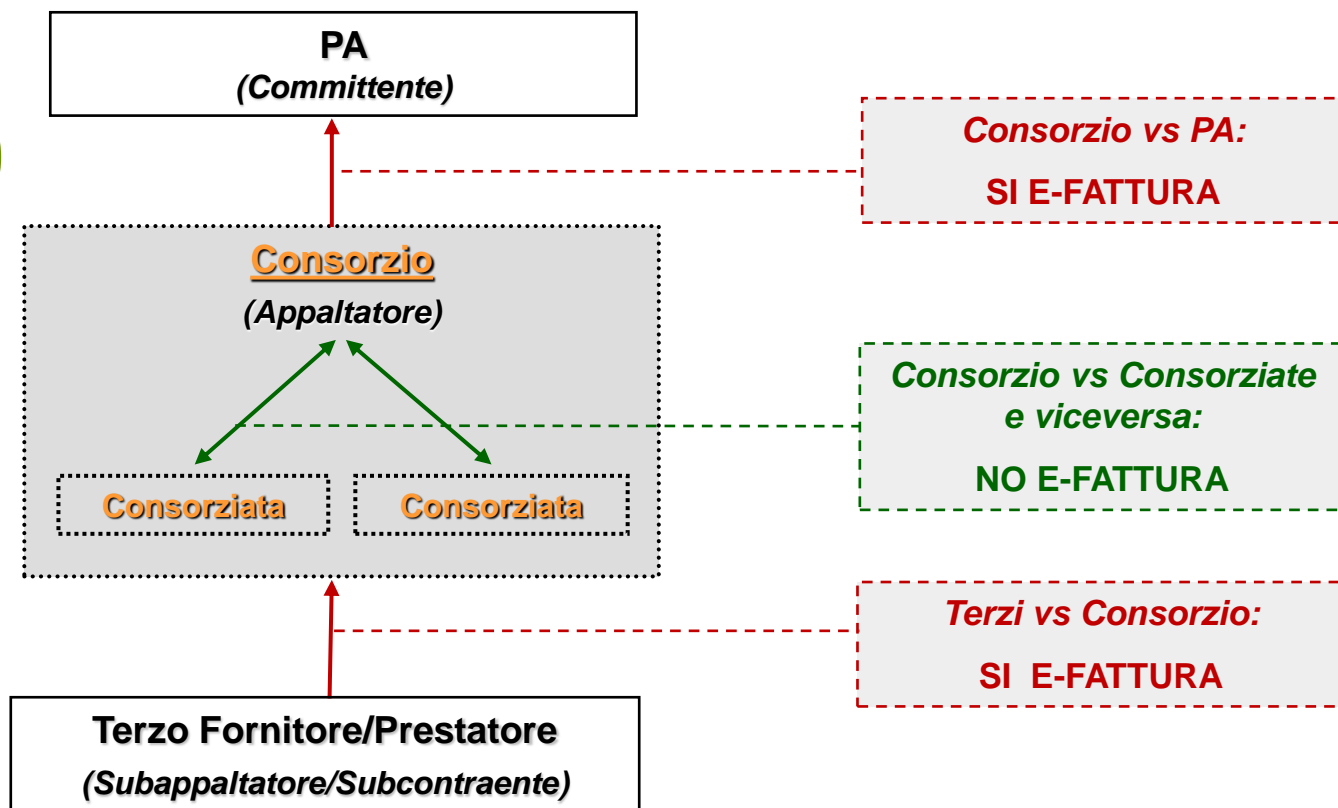 PA
(Committente)
Consorzio vs PA:
SI E-FATTURA
Consorzio
(Appaltatore)
Consorzio vs Consorziate
e viceversa:
NO E-FATTURA
Consorziata
Consorziata
Terzi vs Consorzio:
SI E-FATTURA
Terzo Fornitore/Prestatore
(Subappaltatore/Subcontraente)